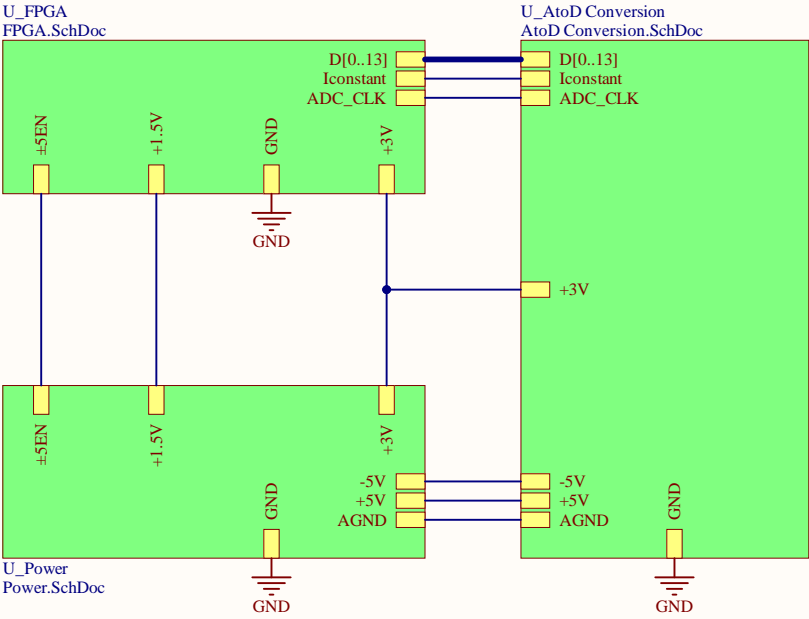 U_FPGA
FPGA.SchDoc
U_AtoD Conversion
AtoD Conversion.SchDoc
D[0..13]
Iconstant
ADC_CLK
D[0..13]
Iconstant
ADC_CLK
±5EN
+1.5V
GND
+3V
GND
+3V
±5EN
+1.5V
+3V
-5V
+5V
AGND
GND
-5V
+5V
AGND
GND
U_Power
Power.SchDoc
GND
GND